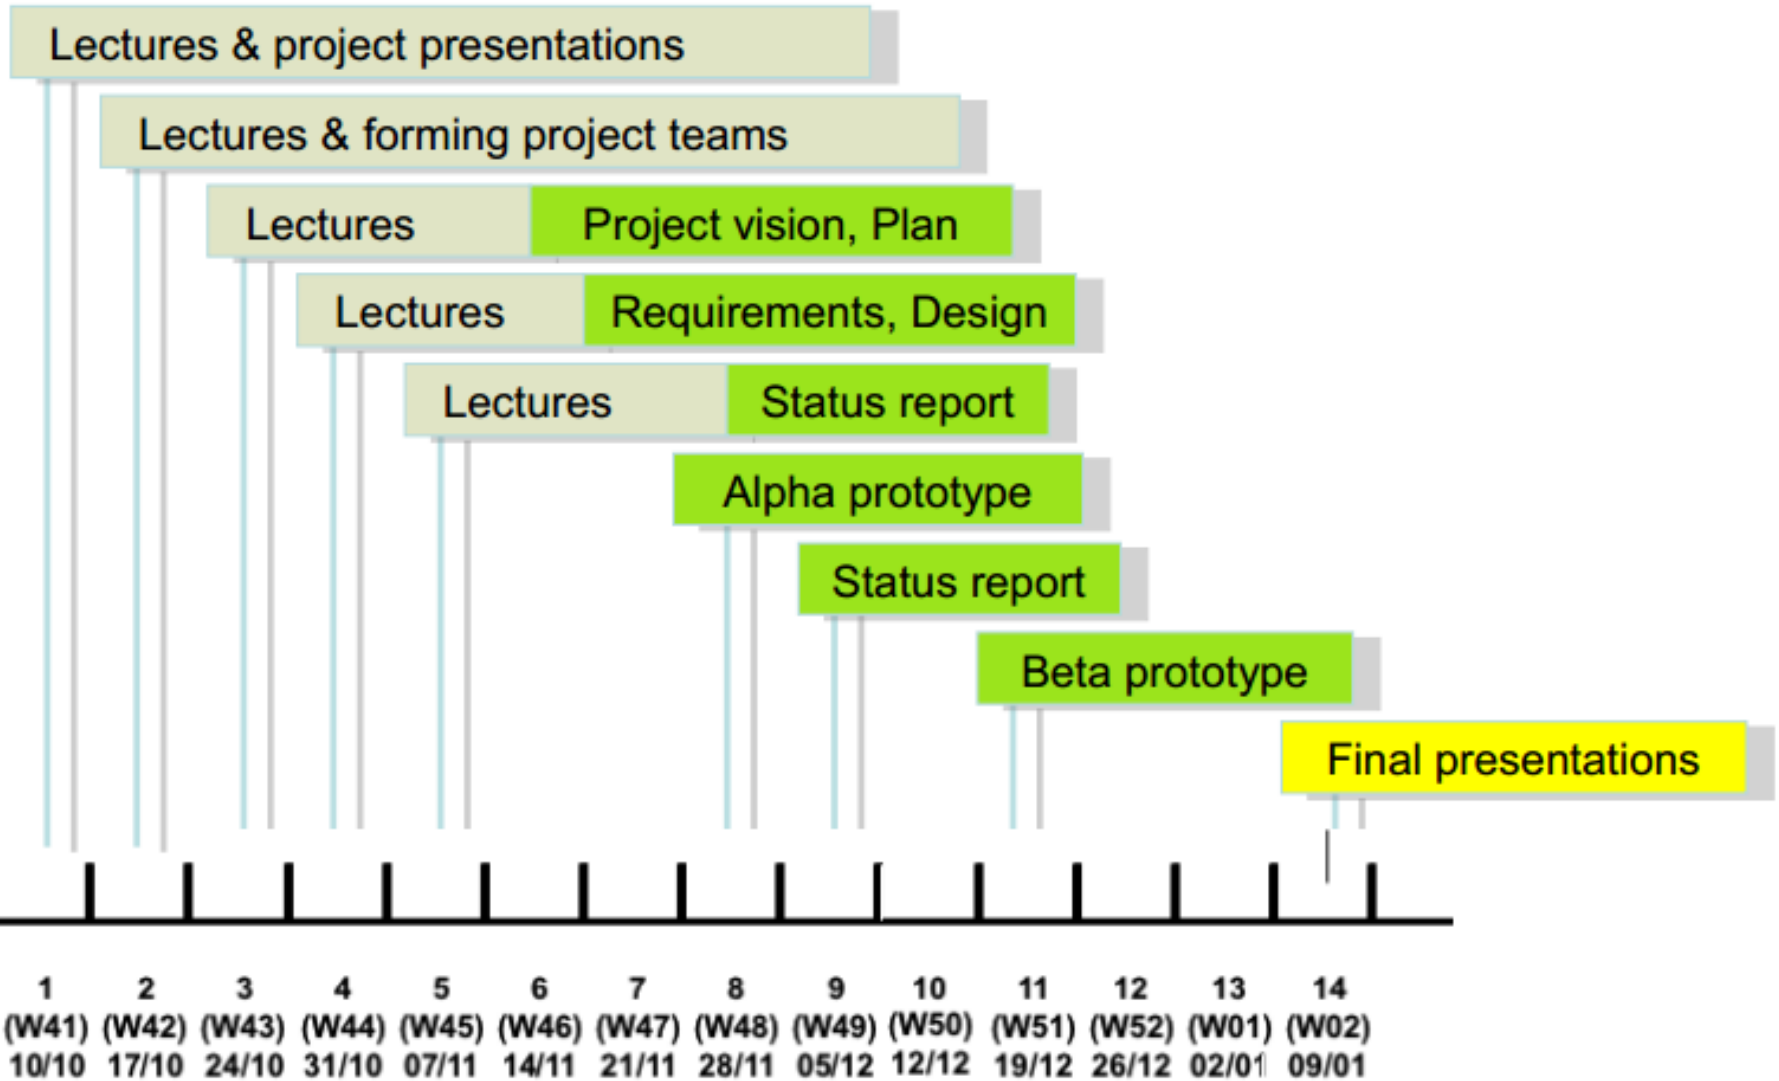 Lectures & project presentations
Lectures & forming project teams
Lectures Project vision, Plan
Lectures Requirements, Design
Lectures Status report
Alpha prototype
Status report
Beta prototype
Final presentations
1 2 3 4 5 6 7 8 9 10 11 12 13 14
(W41) (W42) (W43) (W44) (W45) (W46) (W47) (W48) (W49) (W50) (W51) (W52) (W01) (W02)
10/10 17/10 24/10 31/10 07/11 14/11 21/11 28/11 05/12 12/12 19/12 26/12 02/01 09/01